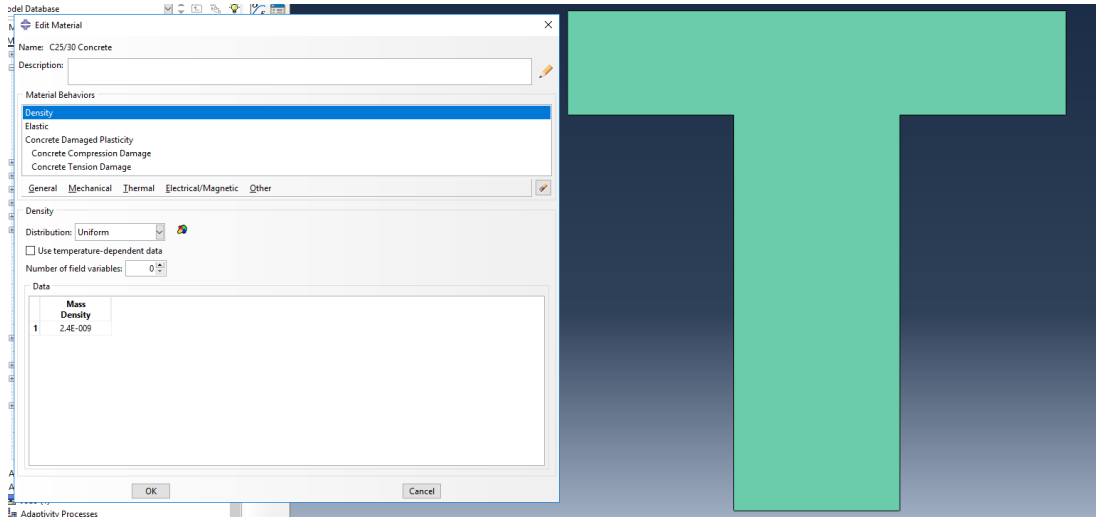 odel Database
Edit Material
Name: C25/30 Concrete
Description:
Material Behaviors
Density
Elastic
Concrete Damaged Plasticity
Concrete Compression Damage
Concrete Tension Damage
General Mechanical Thermal Electrical/Magnetic Other
Density
Distribution: Uniform
Use temperature-dependent data
Number of field variables: 0
Data
Mass
Density
1 2.4E-009
OK Cancel
Adaptivity Processes